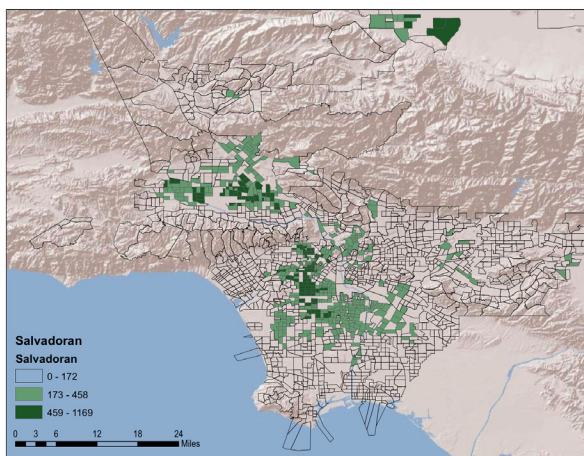 Salvadoran
Salvadoran
0 - 172
173 - 458
459 - 1169
0 3 6 12 18 24
Miles